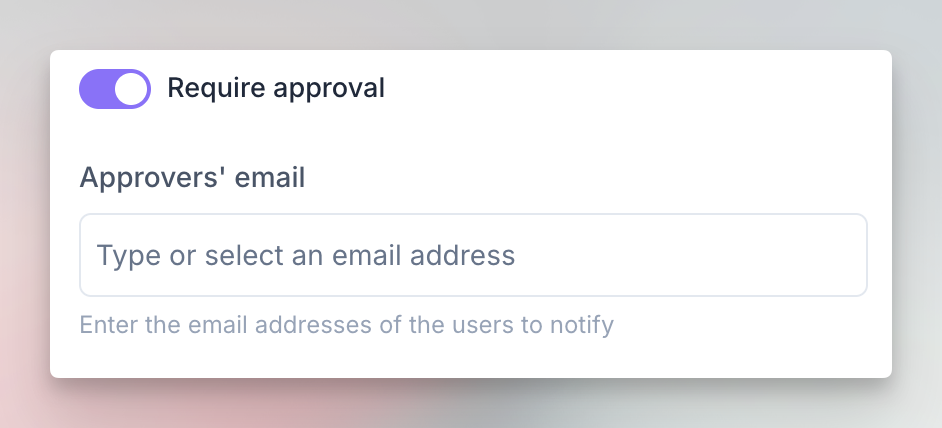 Require approval
Approvers' email
Type or select an email address
Enter the email addresses of the users to notify